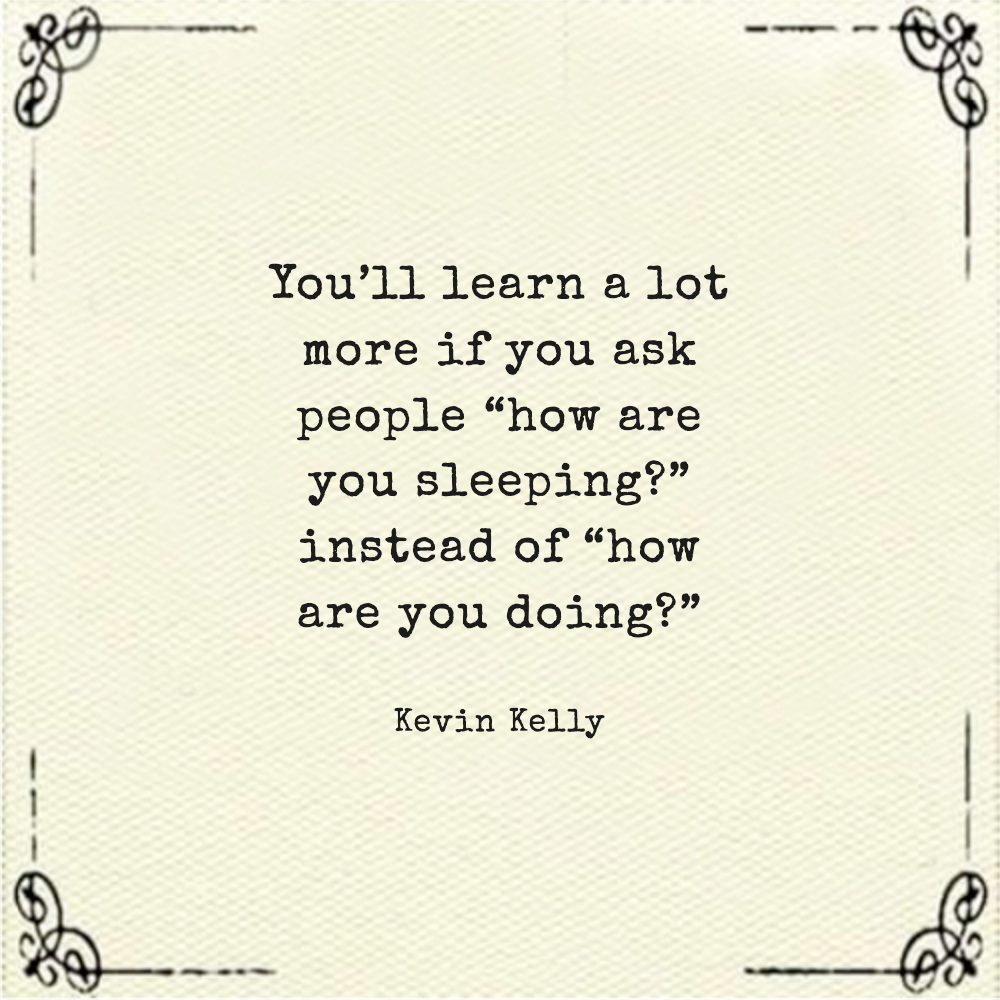 You’ll learn a lot
more if you ask
people “how are
you sleeping?”
instead of “how
are you doing?”
Kevin Kelly